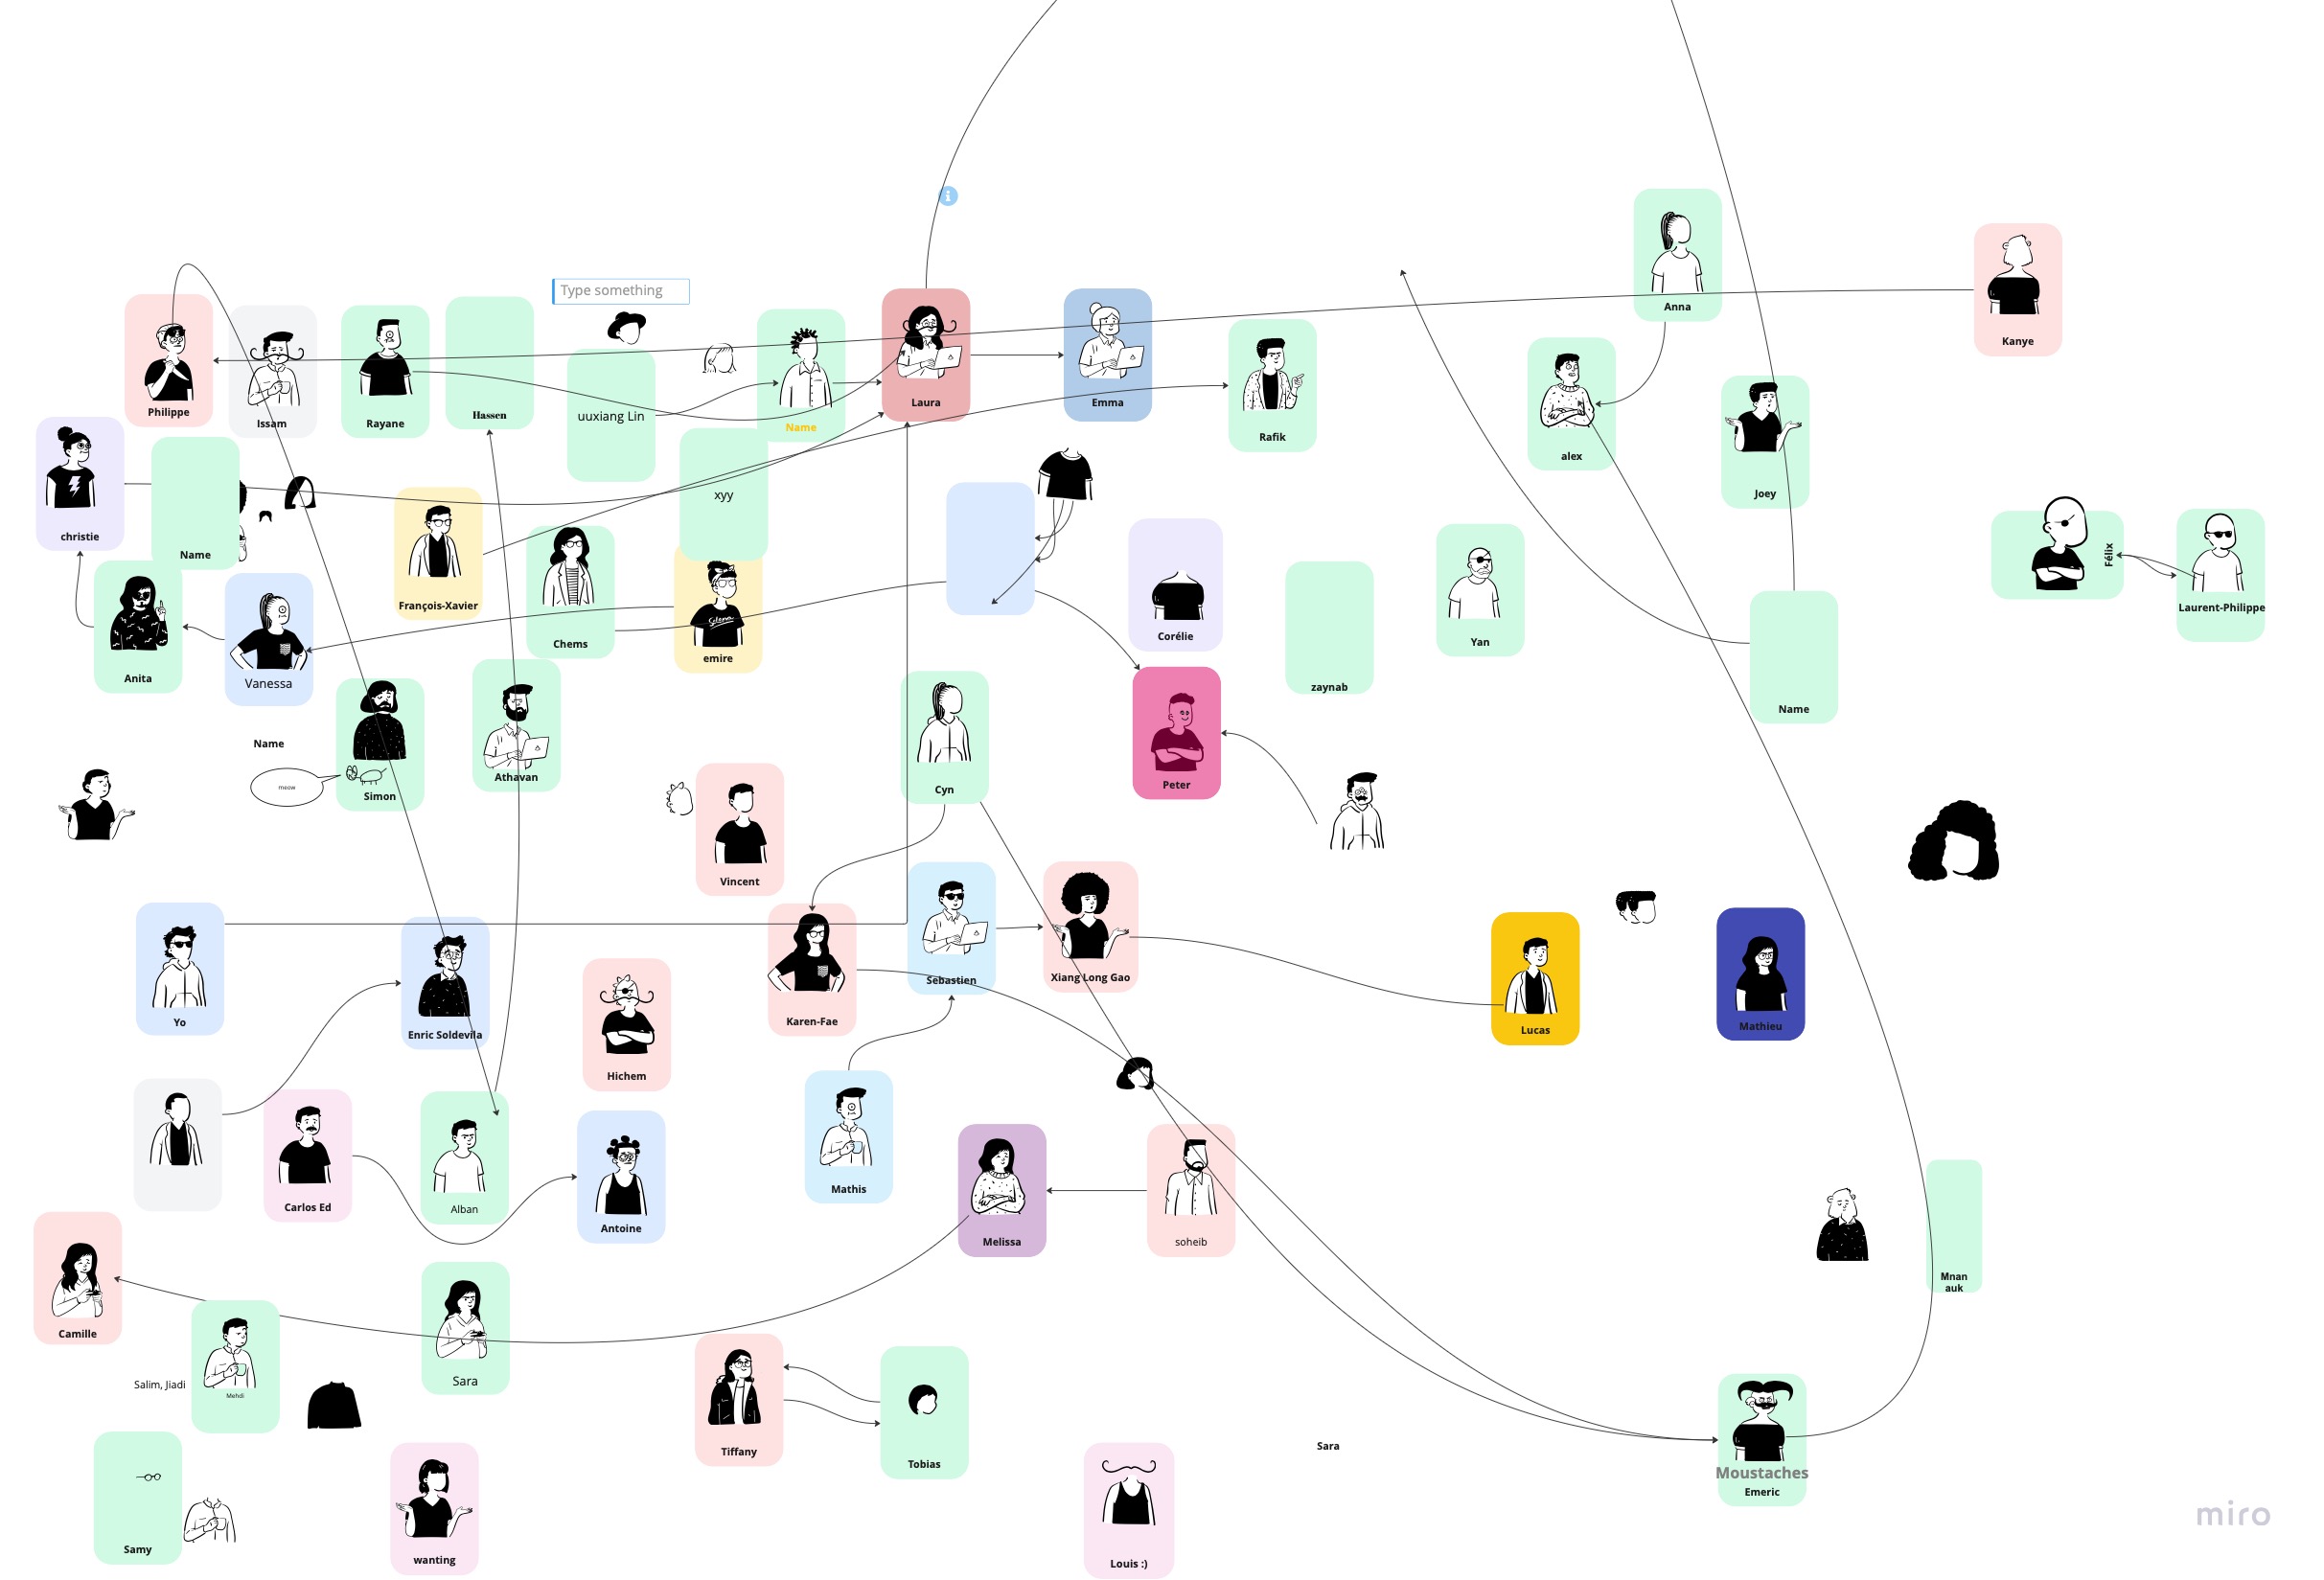 Type something
Anna
Kanye
Philippe
Issam
Rayane
Hassen
uuxiang Lin
Name
Laura
Emma
Rafik
alex
Joey
christie
Name
xyy
François-Xavier
Chems
emire
Glenn
Corélie
Yan
Félix
Laurent-Philippe
Anita
Vanessa
zaynab
Name
Name
meow
Simon
Athavan
Cyn
Peter
Vincent
Yo
Enric Soldevila
Karen-Fae
Sebastien
Xiang Long Gao
Lucas
Mathieu
Hichem
Carlos Ed
Alban
Antoine
Mathis
Melissa
soheib
Mnan
auk
Camille
Salim, Jiadi
Mehdi
Sara
Tiffany
Tobias
Sara
Moustaches
Emeric
Samy
wanting
Louis :)
miro